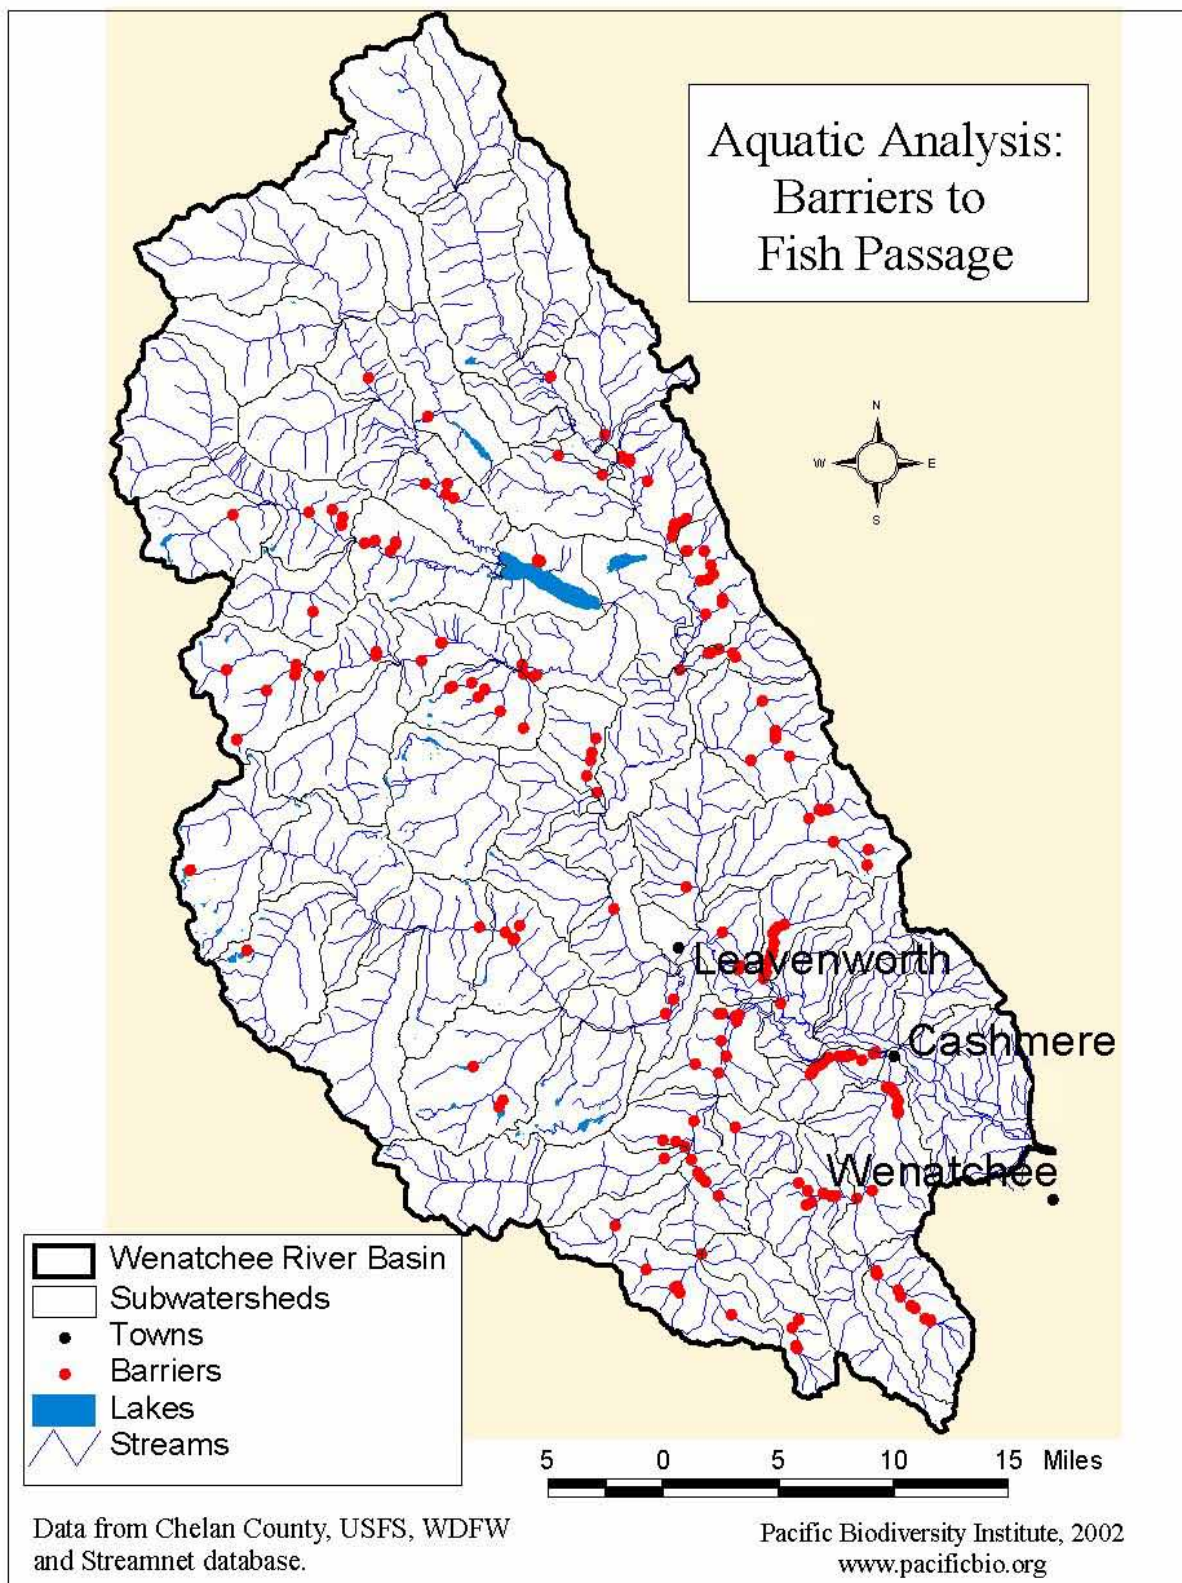 Aquatic Analysis:
Barriers to
Fish Passage
N
W
E
S
Leavenworth
Cashmere
Wenatchee
Wenatchee River Basin
Subwatersheds
Towns
Barriers
Lakes
Streams
5 0 5 10 15 Miles
Data from Chelan County, USFS, WDFW
and Streamnet database.
Pacific Biodiversity Institute, 2002
www.pacificbio.org